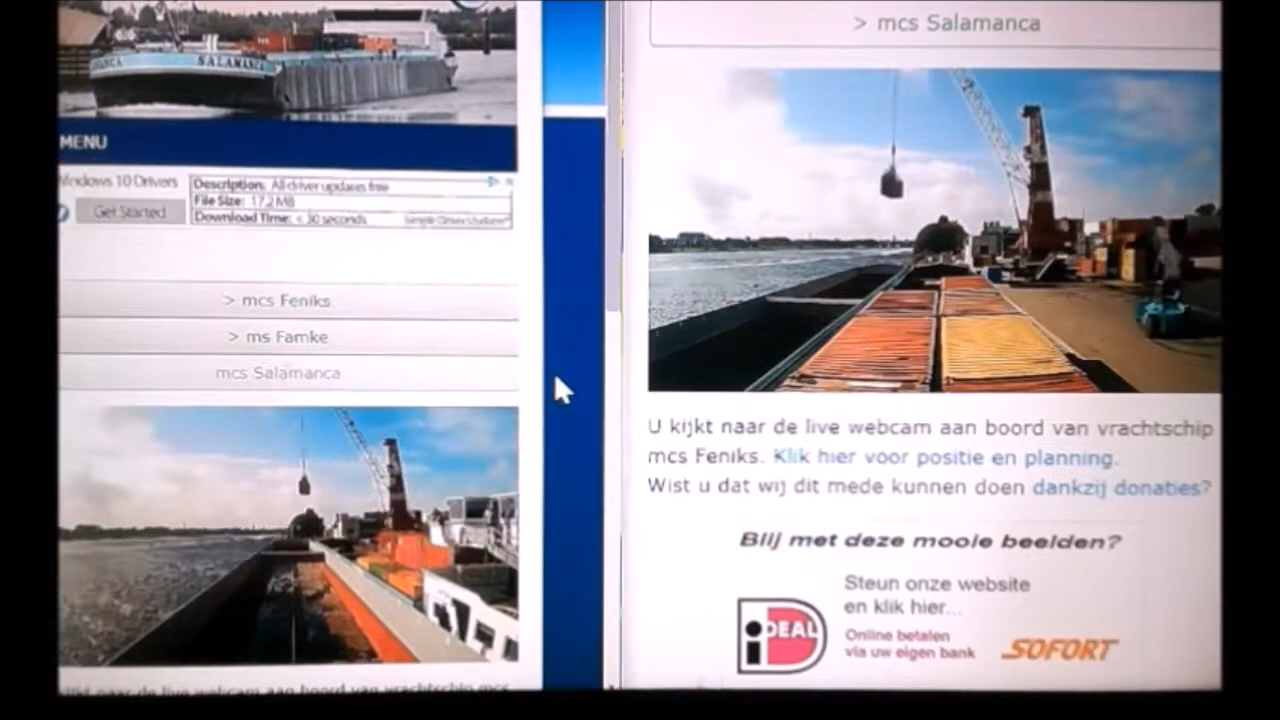 SALAMANCA
MENU
Windows 10 Drivers
Get Started
Description: All driver updates free
File Size: 17,2 MB
Download Time: < 30 seconds
> mcs Feniks
> ms Famke
mcs Salamanca
> mcs Salamanca
U kijkt naar de live webcam aan boord van vrachtschip
mcs Feniks. Klik hier voor positie en planning.
Wist u dat wij dit mede kunnen doen dankzij donaties?
Blij met deze mooie beelden?
Steun onze website
en klik hier...
iDEAL
Online betalen
via uw eigen bank
SOFORT